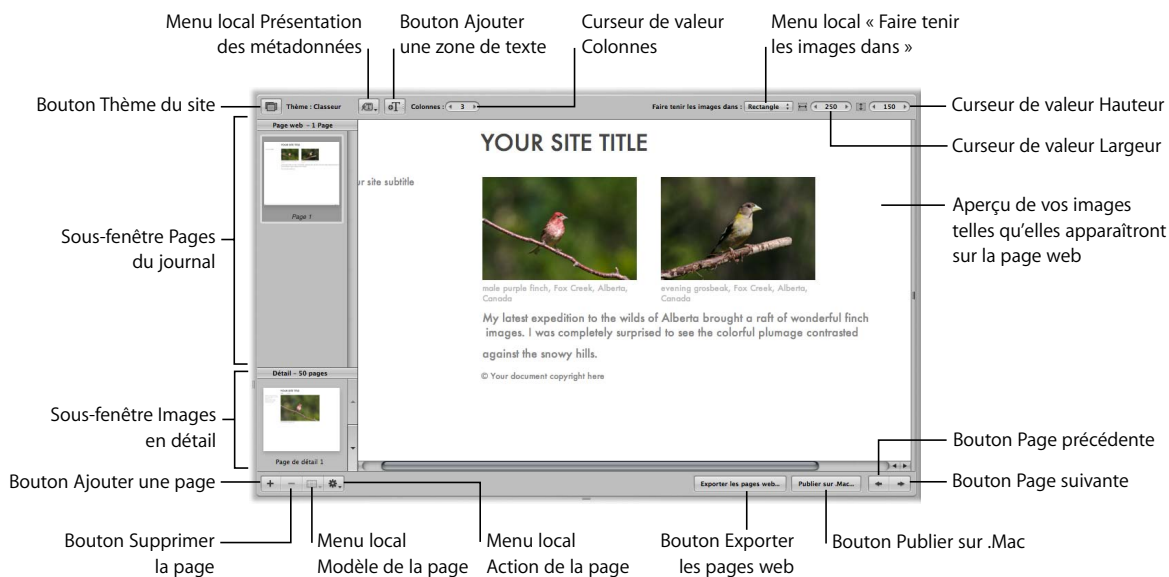 Menu local Présentation
des métadonnées
Bouton Ajouter
une zone de texte
Curseur de valeur
Colonnes
Menu local « Faire tenir
les images dans »
Bouton Thème du site
Thème : Classeur
Colonnes :
3
Faire tenir les images dans :
Rectangle
250
150
Curseur de valeur Hauteur
Curseur de valeur Largeur
Page web – 1 Page
Page 1
YOUR SITE TITLE
ur site subtitle
Sous-fenêtre Pages
du journal
Aperçu de vos images
telles qu'elles apparaîtront
sur la page web
male purple finch, Fox Creek, Alberta,
Canada
evening grosbeak, Fox Creek, Alberta,
Canada
My latest expedition to the wilds of Alberta brought a raft of wonderful finch
images. I was completely surprised to see the colorful plumage contrasted
against the snowy hills.
© Your document copyright here
Détail – 50 pages
Page de détail 1
Sous-fenêtre Images
en détail
Bouton Ajouter une page
Exporter les pages web...
Publier sur .Mac...
Bouton Page précédente
Bouton Page suivante
Bouton Supprimer
la page
Menu local
Modèle de la page
Menu local
Action de la page
Bouton Exporter
les pages web
Bouton Publier sur .Mac